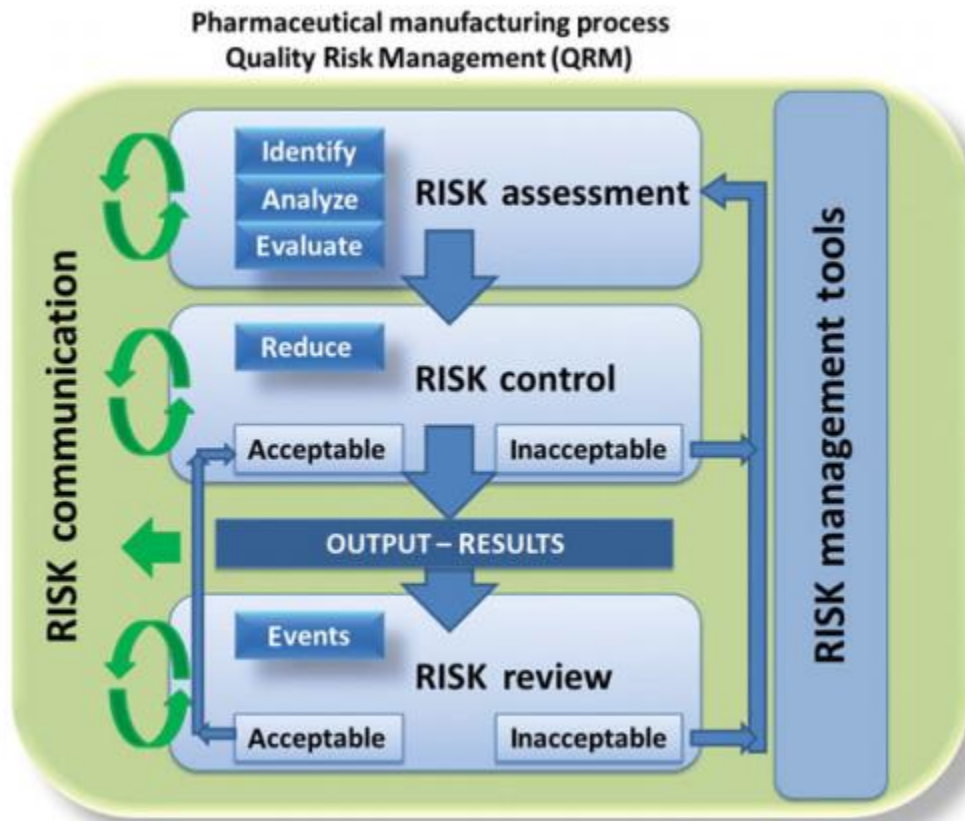 Pharmaceutical manufacturing process
Quality Risk Management (QRM)
RISK communication
Identify
Analyze
Evaluate
RISK assessment
Reduce
RISK control
Acceptable
Inacceptable
OUTPUT – RESULTS
Events
RISK review
Acceptable
Inacceptable
RISK management tools